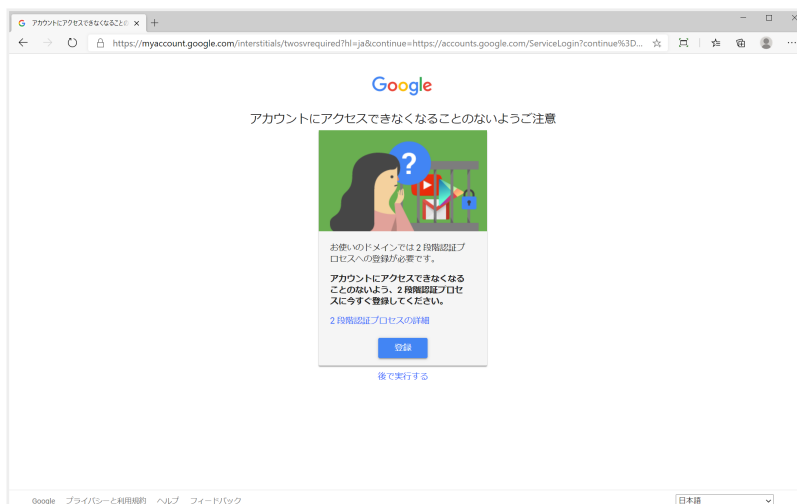 アカウントにアクセスできなくなることの
https://myaccount.google.com/interstitials/twosvrequired?hl=ja&continue=https://accounts.google.com/ServiceLogin?continue%3D...
Google
アカウントにアクセスできなくなることのないようご注意
?
お使いのドメインでは 2 段階認証プ
ロセスへの登録が必要です。
アカウントにアクセスできなくなる
ことのないよう、2 段階認証プロセ
スに今すぐ登録してください。
2 段階認証プロセスの詳細
登録
後で実行する
Google プライバシーと利用規約 ヘルプ フィードバック 日本語